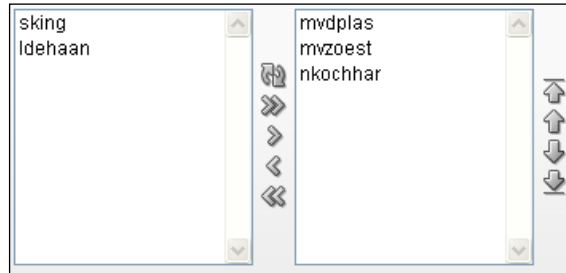 sking
ldehaan
mvdplas
mvzoest
nkochhar